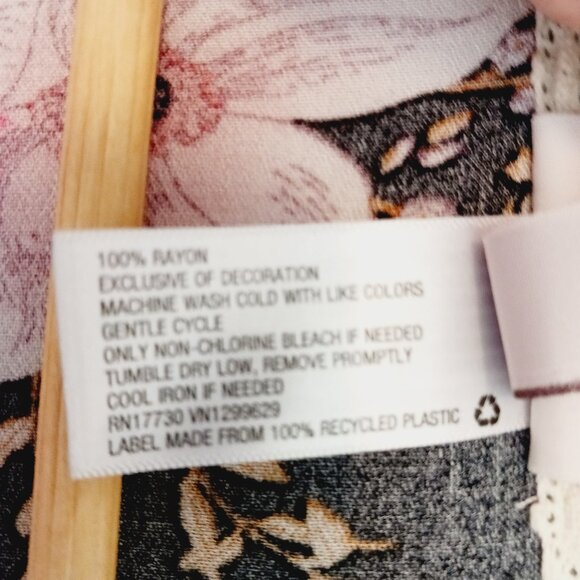 100% RAYON
EXCLUSIVE OF DECORATION
MACHINE WASH COLD WITH LIKE COLORS
GENTLE CYCLE
ONLY NON-CHLORINE BLEACH IF NEEDED
TUMBLE DRY LOW, REMOVE PROMPTLY
COOL IRON IF NEEDED
RN17730 VN1299629
LABEL MADE FROM 100% RECYCLED PLASTIC